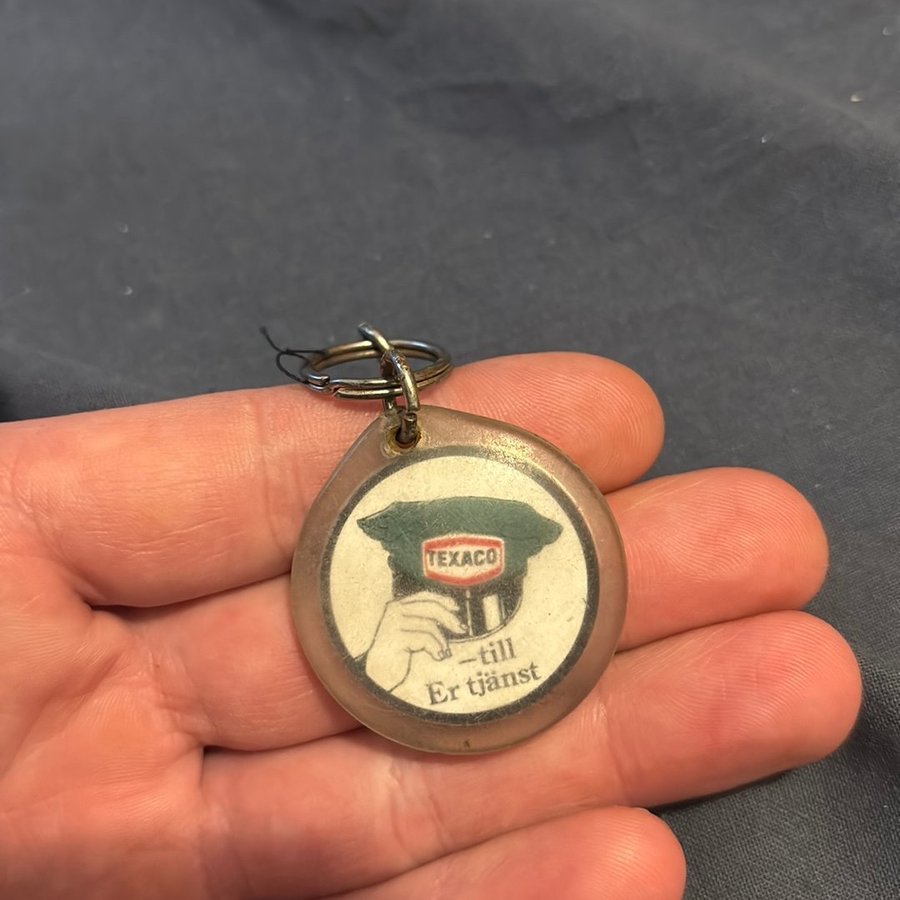 TEXACO
–till
Er tjänst